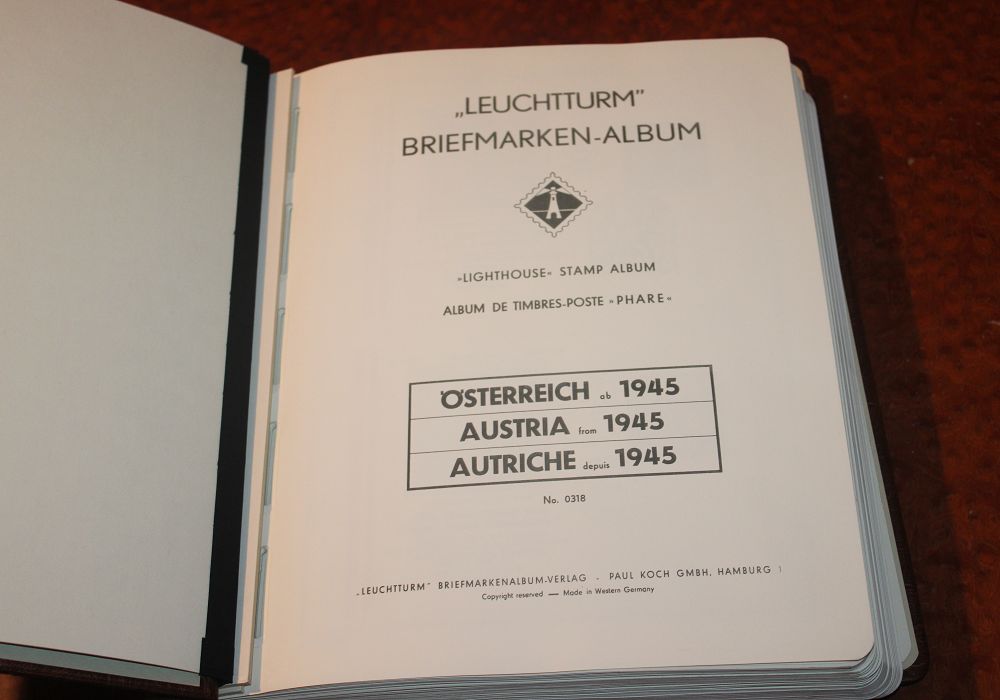 „LEUCHTTURM“
BRIEFMARKEN-ALBUM
»LIGHTHOUSE« STAMP ALBUM
ALBUM DE TIMBRES-POSTE »PHARE«
ÖSTERREICH ab 1945
AUSTRIA from 1945
AUTRICHE depuis 1945
No. 0318
„LEUCHTTURM“ BRIEFMARKENALBUM-VERLAG · PAUL KOCH GMBH, HAMBURG 1
Copyright reserved — Made in Western Germany